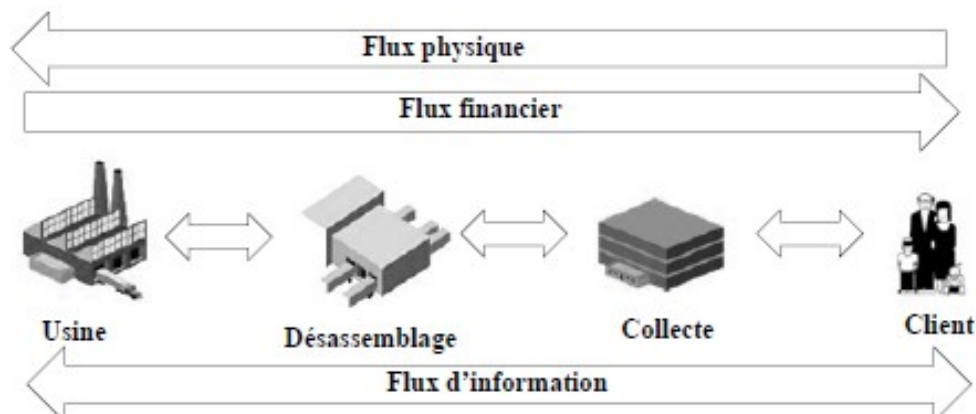 Flux physique
Flux financier
Usine
Désassemblage
Collecte
Client
Flux d'information